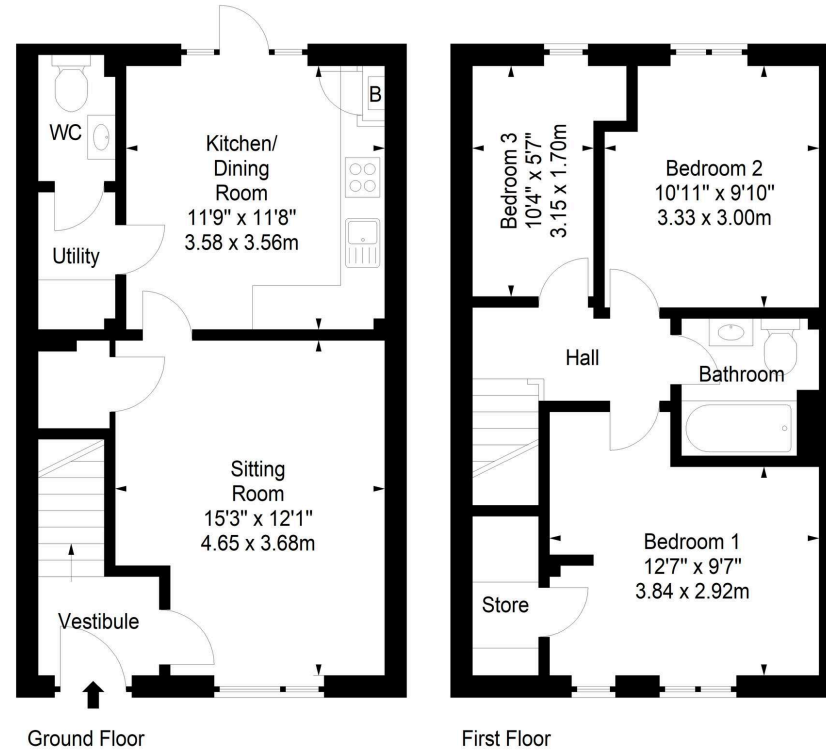 WC
Kitchen/
Dining
Room
11'9" x 11'8"
3.58 x 3.56m
B
Utility
Sitting
Room
15'3" x 12'1"
4.65 x 3.68m
Vestibule
Ground Floor
Bedroom 3
10'4" x 5'7"
3.15 x 1.70m
Bedroom 2
10'11" x 9'10"
3.33 x 3.00m
Hall
Bathroom
Bedroom 1
12'7" x 9'7"
3.84 x 2.92m
Store
First Floor